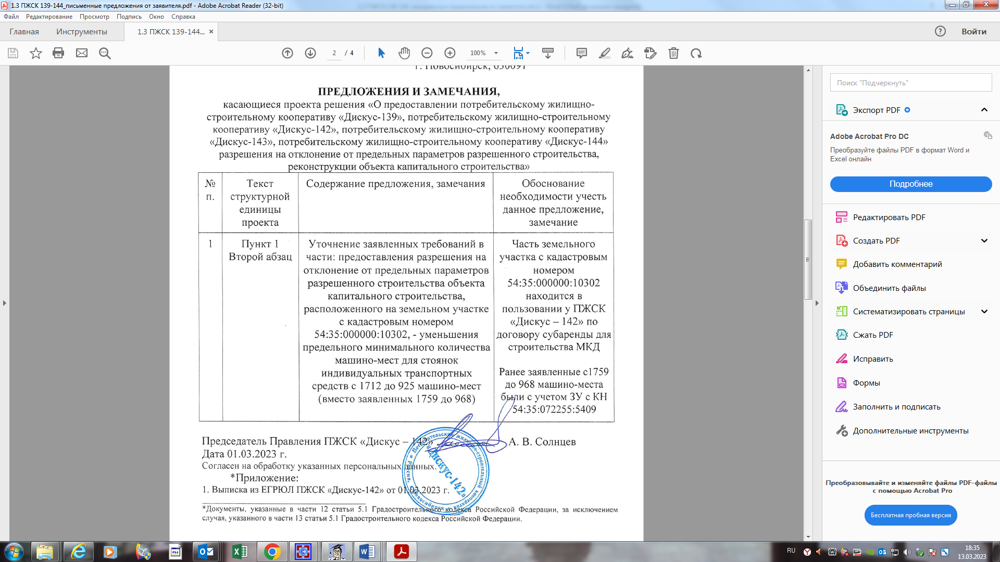 1.3 ПЖСК 139-144_письменные предложения от заявителя.pdf - Adobe Acrobat Reader (32-bit)
Файл Редактирование Просмотр Подпись Окно Справка
Главная Инструменты 1.3 ПЖСК 139-144... × Войти
2 / 4 100%
г. Новосибирск, 630091
ПРЕДЛОЖЕНИЯ И ЗАМЕЧАНИЯ,
касающиеся проекта решения «О предоставлении потребительскому жилищно-
строительному кооперативу «Дискус-139», потребительскому жилищно-строительному
кооперативу «Дискус-142», потребительскому жилищно-строительному кооперативу
«Дискус-143», потребительскому жилищно-строительному кооперативу «Дискус-144»
разрешения на отклонение от предельных параметров разрешенного строительства,
реконструкции объекта капитального строительства»
№
п.
Текст
структурной
единицы
проекта
Содержание предложения, замечания
Обоснование
необходимости учесть
данное предложение,
замечание
1
Пункт 1
Второй абзац
Уточнение заявленных требований в
части: предоставления разрешения на
отклонение от предельных параметров
разрешенного строительства объекта
капитального строительства,
расположенного на земельном участке
с кадастровым номером
54:35:000000:10302, - уменьшения
предельного минимального количества
машино-мест для стоянок
индивидуальных транспортных
средств с 1712 до 925 машино-мест
(вместо заявленных 1759 до 968)
Часть земельного
участка с кадастровым
номером
54:35:000000:10302
находится в
пользовании у ПЖСК
«Дискус – 142» по
договору субаренды для
строительства МКД
Ранее заявленные с1759
до 968 машино-места
были с учетом ЗУ с КН
54:35:072255:5409
Председатель Правления ПЖСК «Дискус – 142» А. В. Солнцев
Дата 01.03.2023 г.
Согласен на обработку указанных персональных данных.
*Приложение:
1. Выписка из ЕГРЮЛ ПЖСК «Дискус-142» от 01.03.2023 г.
*Документы, указанные в части 12 статьи 5.1 Градостроительного кодекса Российской Федерации, за исключением
случая, указанного в части 13 статьи 5.1 Градостроительного кодекса Российской Федерации.
«Дискус-142»
Потребительский жилищно-строительный кооператив
Поиск "Подчеркнуть"
Экспорт PDF
Adobe Acrobat Pro DC
Преобразуйте файлы PDF в формат Word и
Excel онлайн
Подробнее
Редактировать PDF
Создать PDF
Добавить комментарий
Объединить файлы
Систематизировать страницы
Сжать PDF
Исправить
Формы
Заполнить и подписать
Дополнительные инструменты
Преобразовывайте и изменяйте файлы PDF-файлы
с помощью Acrobat Pro
Бесплатная пробная версия
RU
18:35
13.03.2023